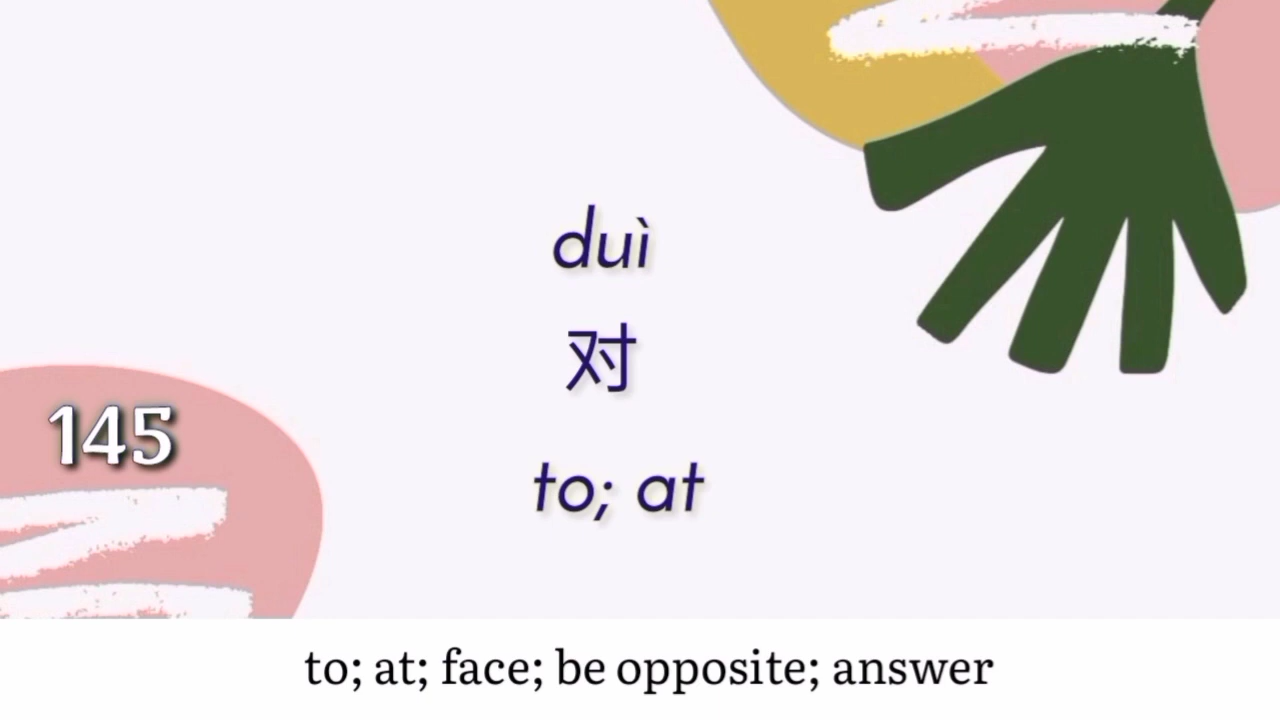 duì
对
to; at
145
to; at; face; be opposite; answer